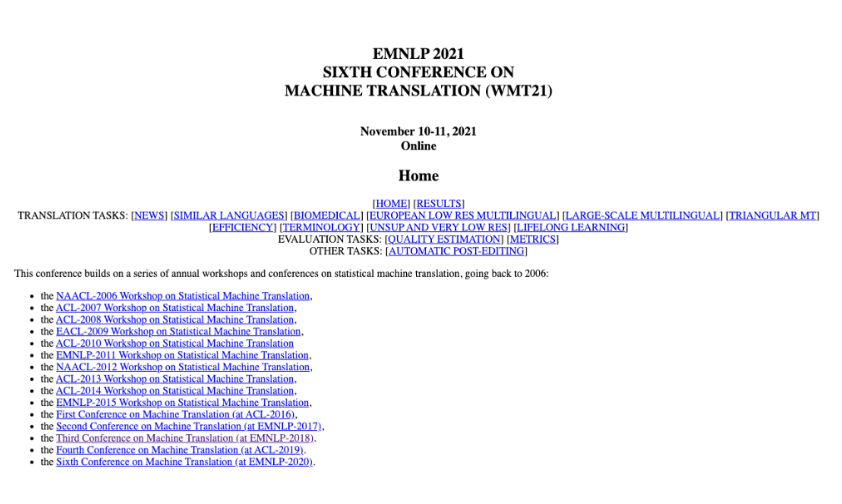 EMNLP 2021
SIXTH CONFERENCE ON
MACHINE TRANSLATION (WMT21)
November 10-11, 2021
Online
Home
[HOME] [RESULTS]
TRANSLATION TASKS: [NEWS] [SIMILAR LANGUAGES] [BIOMEDICAL] [EUROPEAN LOW RES MULTILINGUAL] [LARGE-SCALE MULTILINGUAL] [TRIANGULAR MT]
[EFFICIENCY] [TERMINOLOGY] [UNSUP AND VERY LOW RES] [LIFELONG LEARNING]
EVALUATION TASKS: [QUALITY ESTIMATION] [METRICS]
OTHER TASKS: [AUTOMATIC POST-EDITING]
This conference builds on a series of annual workshops and conferences on statistical machine translation, going back to 2006:
• the NAACL-2006 Workshop on Statistical Machine Translation,
• the ACL-2007 Workshop on Statistical Machine Translation,
• the ACL-2008 Workshop on Statistical Machine Translation,
• the EACL-2009 Workshop on Statistical Machine Translation,
• the ACL-2010 Workshop on Statistical Machine Translation
• the EMNLP-2011 Workshop on Statistical Machine Translation,
• the NAACL-2012 Workshop on Statistical Machine Translation,
• the ACL-2013 Workshop on Statistical Machine Translation,
• the ACL-2014 Workshop on Statistical Machine Translation,
• the EMNLP-2015 Workshop on Statistical Machine Translation,
• the First Conference on Machine Translation (at ACL-2016),
• the Second Conference on Machine Translation (at EMNLP-2017),
• the Third Conference on Machine Translation (at EMNLP-2018).
• the Fourth Conference on Machine Translation (at ACL-2019).
• the Sixth Conference on Machine Translation (at EMNLP-2020).